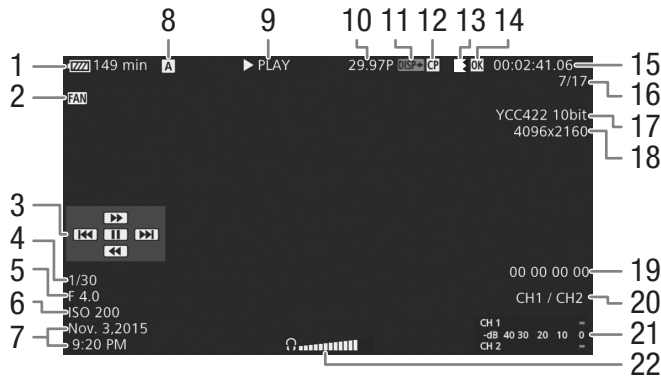 8 9 10 11 12 13 14
1 149 min A PLAY 29.97P DISP CP OK 00:02:41.06 15
7/17 16
2 FAN
YCC422 10bit 17
4096x2160 18
3
4 1/30
00 00 00 00 19
5 F 4.0
CH1 / CH2 20
6 ISO 200
7 Nov. 3,2015
9:20 PM
CH 1
-dB 40 30 20 10 0 21
CH 2
22